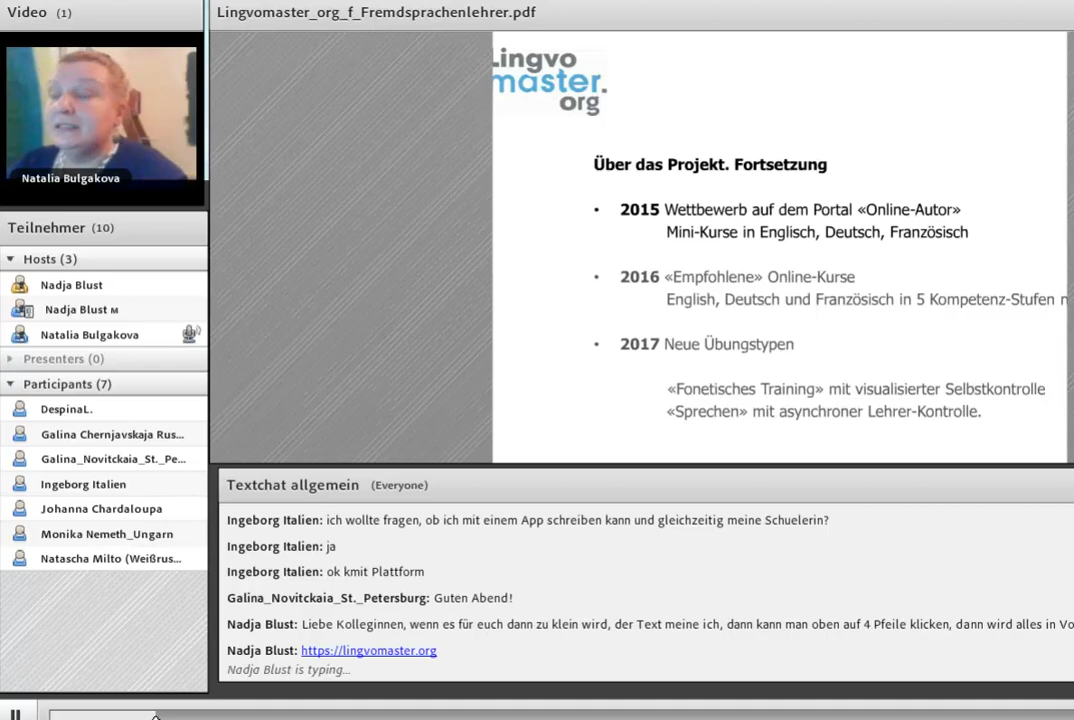 Video (1)
Natalia Bulgakova
Teilnehmer (10)
Hosts (3)
Nadja Blust
Nadja Blust м
Natalia Bulgakova
Presenters (0)
Participants (7)
DespinaL.
Galina Chernjavskaja Rus...
Galina_Novitckaia_St._Pe...
Ingeborg Italien
Johanna Chardaloupa
Monika Nemeth_Ungarn
Natascha Milto (Weißrus...
Lingvomaster_org_f_Fremdsprachenlehrer.pdf
Lingvo
master.
org
Über das Projekt. Fortsetzung
• 2015 Wettbewerb auf dem Portal «Online-Autor»
Mini-Kurse in Englisch, Deutsch, Französisch
• 2016 «Empfohlene» Online-Kurse
English, Deutsch und Französisch in 5 Kompetenz-Stufen
• 2017 Neue Übungstypen
«Fonetisches Training» mit visualisierter Selbstkontrolle
«Sprechen» mit asynchroner Lehrer-Kontrolle.
Textchat allgemein (Everyone)
Ingeborg Italien: ich wollte fragen, ob ich mit einem App schreiben kann und gleichzeitig meine Schuelerin?
Ingeborg Italien: ja
Ingeborg Italien: ok kmit Plattform
Galina_Novitckaia_St._Petersburg: Guten Abend!
Nadja Blust: Liebe Kolleginnen, wenn es für euch dann zu klein wird, der Text meine ich, dann kann man oben auf 4 Pfeile klicken, dann wird alles in Vo
Nadja Blust: https://lingvomaster.org
Nadja Blust is typing...